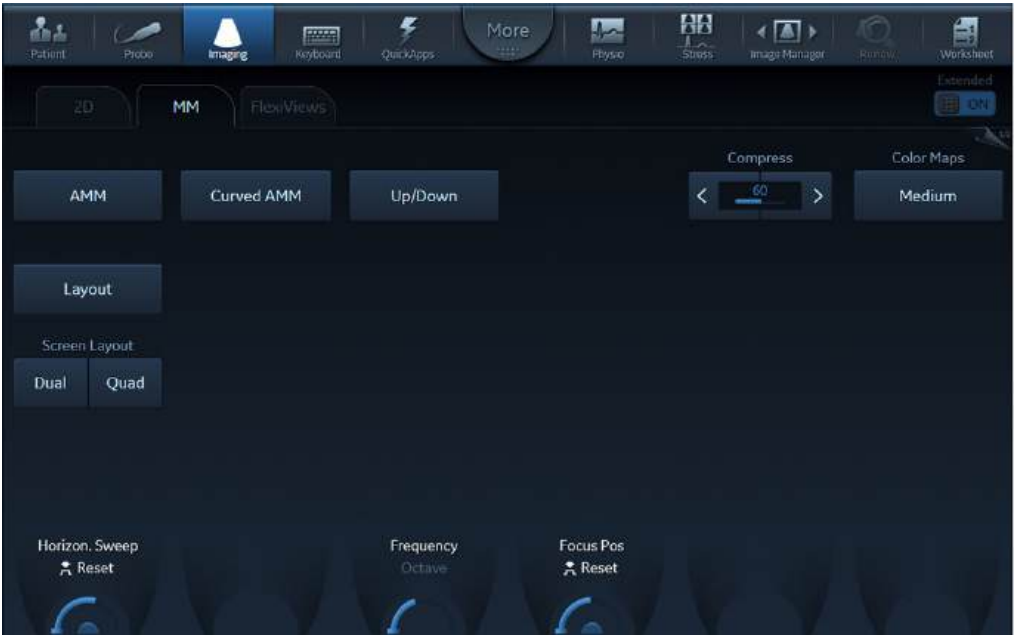 Patient Probe Imaging Keyboard QuickApps More Physio Stress Image Manager Review Worksheet
2D MM FlexiViews
Extended
ON
Compress Color Maps
AMM Curved AMM Up/Down 60 Medium
Layout
Screen Layout
Dual Quad
Horizon. Sweep Frequency Focus Pos
Reset Octave Reset